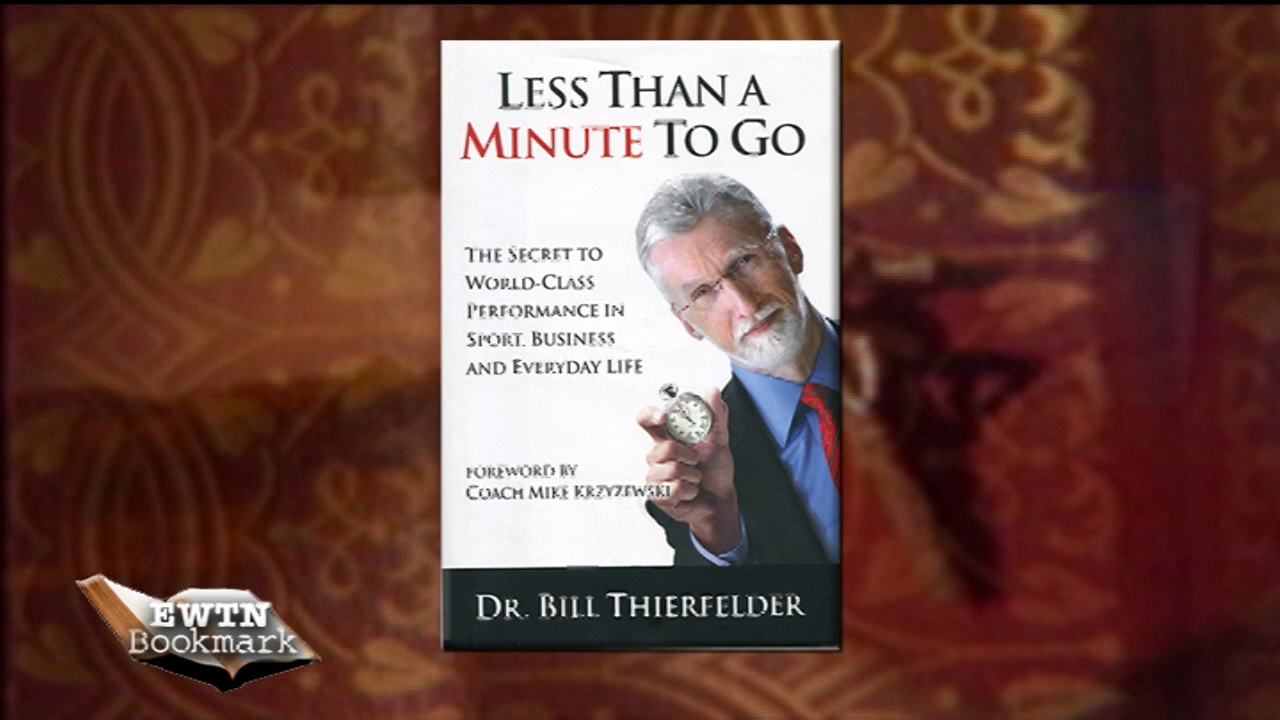 LESS THAN A
MINUTE TO GO
THE SECRET TO
WORLD-CLASS
PERFORMANCE IN
SPORT, BUSINESS
AND EVERYDAY LIFE
FOREWORD BY
COACH MIKE KRZYZEWSKI
DR. BILL THIERFELDER
EWTN
Bookmark